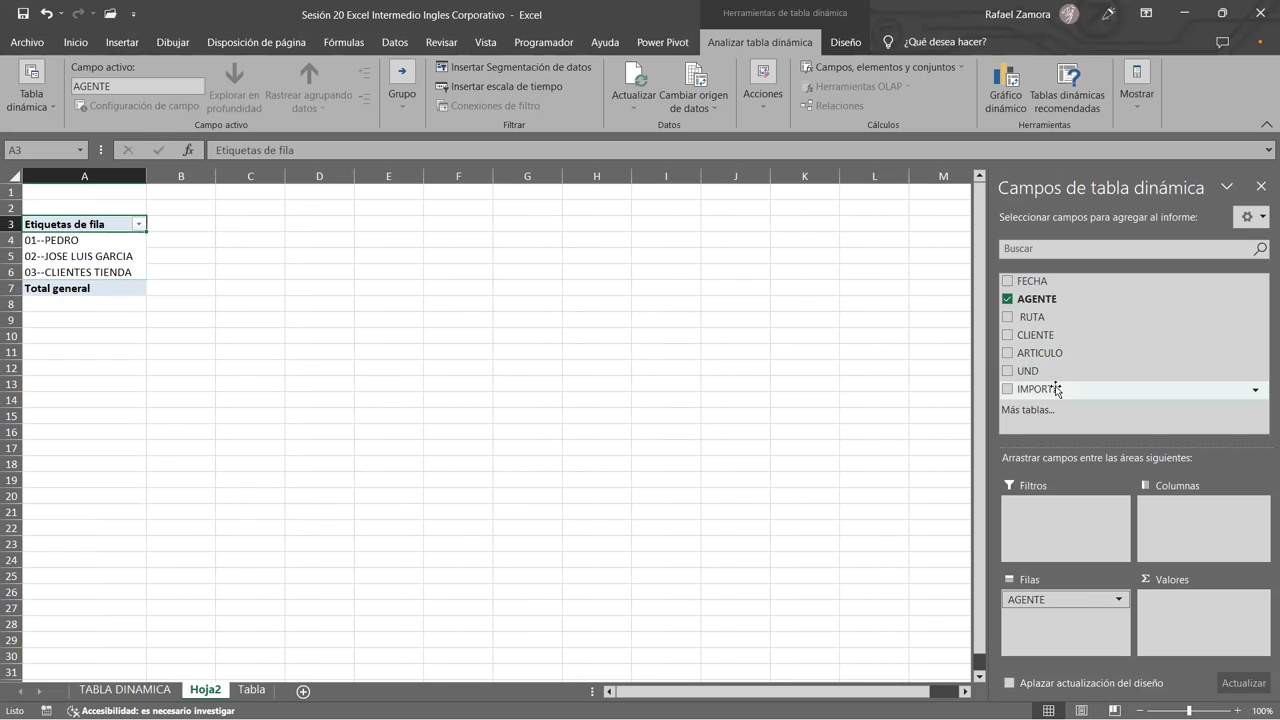 Sesión 20 Excel Intermedio Ingles Corporativo - Excel
Herramientas de tabla dinámica
Rafael Zamora
Archivo Inicio Insertar Dibujar Disposición de página Fórmulas Datos Revisar Vista Programador Ayuda Power Pivot Analizar tabla dinámica Diseño ¿Qué desea hacer?
Tabla dinámica
Campo activo:
AGENTE
Configuración de campo
Explorar en profundidad
Rastrear agrupando datos
Campo activo
Grupo
Insertar Segmentación de datos
Insertar escala de tiempo
Conexiones de filtro
Filtrar
Actualizar
Cambiar origen de datos
Datos
Acciones
Campos, elementos y conjuntos
Herramientas OLAP
Relaciones
Cálculos
Gráfico dinámico
Tablas dinámicas recomendadas
Herramientas
Mostrar
A3
fx
Etiquetas de fila
A B C D E F G H I J K L M
1
2
3 Etiquetas de fila
4 01--PEDRO
5 02--JOSE LUIS GARCIA
6 03--CLIENTES TIENDA
7 Total general
8
9
10
11
12
13
14
15
16
17
18
19
20
21
22
23
24
25
26
27
28
29
30
31
Campos de tabla dinámica
Seleccionar campos para agregar al informe:
Buscar
FECHA
AGENTE
RUTA
CLIENTE
ARTICULO
UND
Más tablas...
Arrastrar campos entre las áreas siguientes:
Filtros
Columnas
Filas
Σ Valores
AGENTE
Aplazar actualización del diseño
Actualizar
TABLA DINAMICA Hoja2 Tabla
Listo
Accesibilidad: es necesario investigar
100%